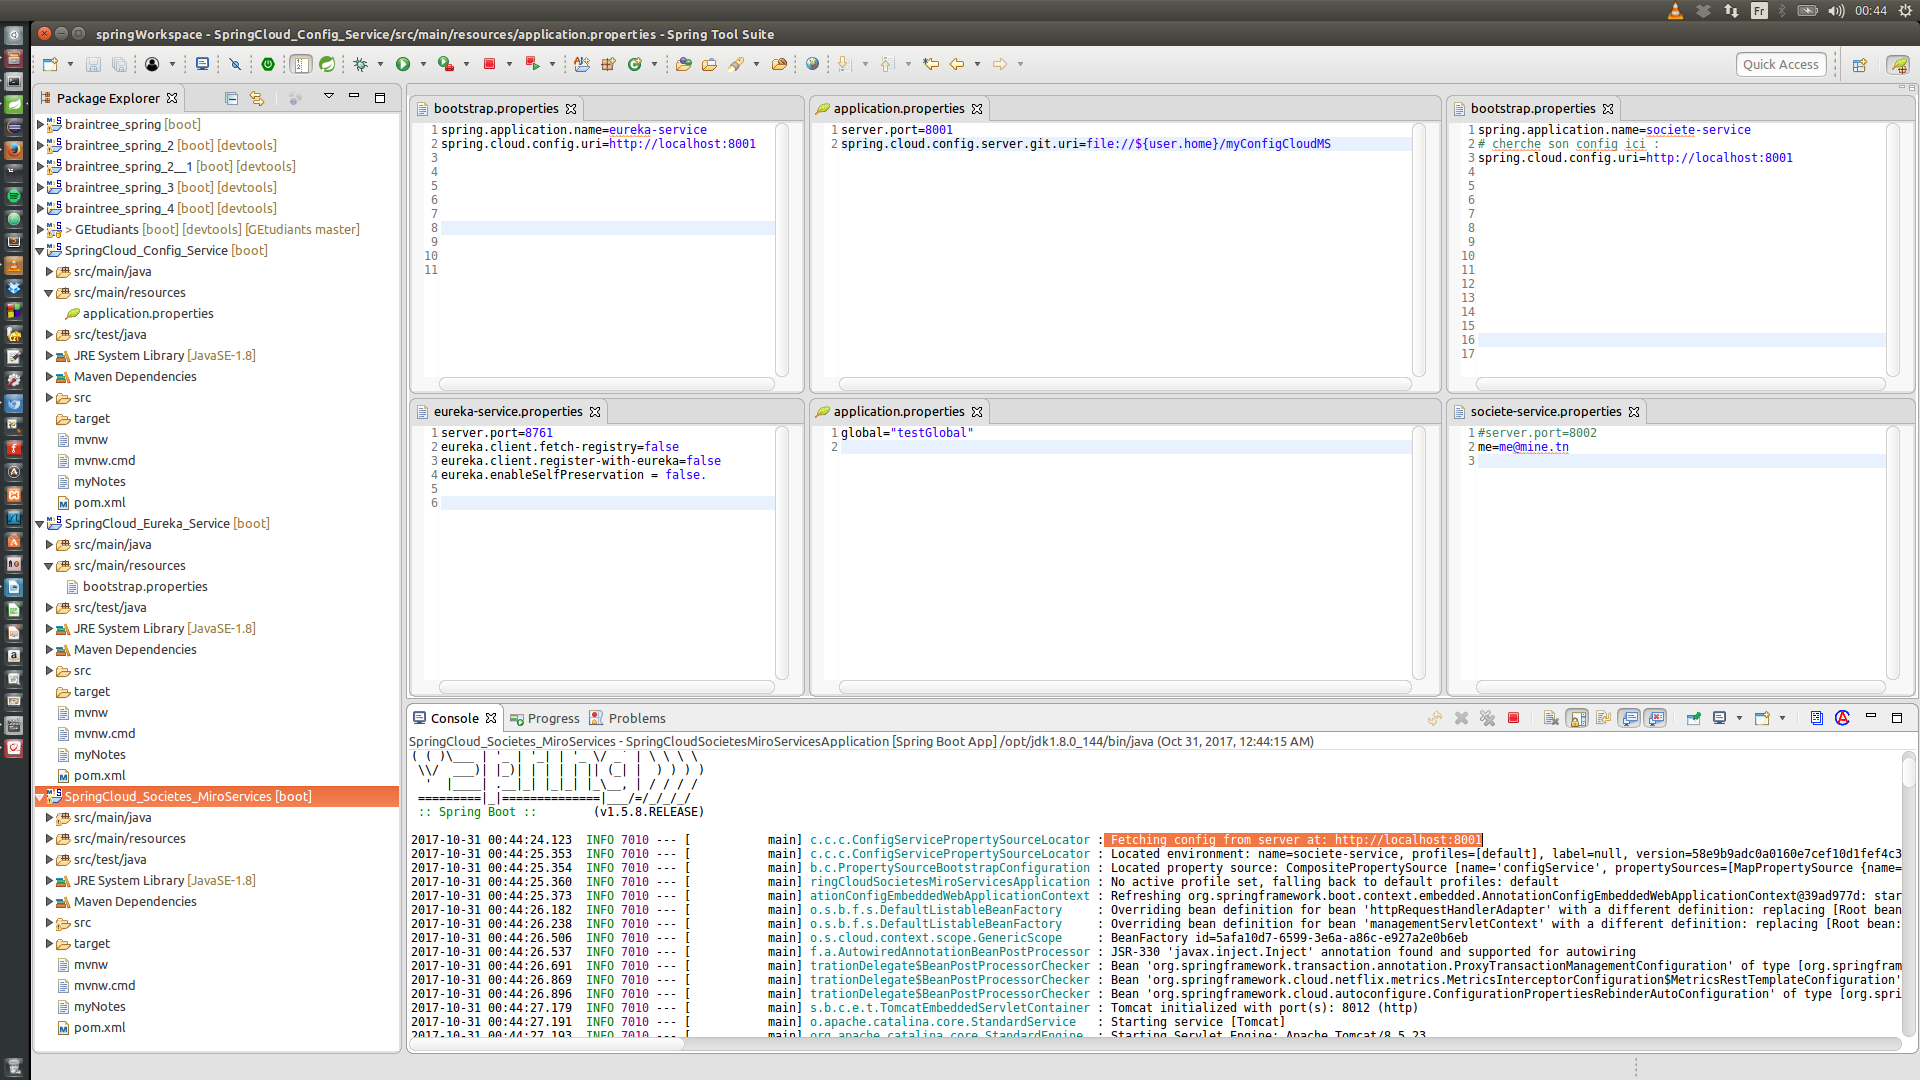 Fr
00:44
springWorkspace - SpringCloud_Config_Service/src/main/resources/application.properties - Spring Tool Suite
Quick Access
Package Explorer
braintree_spring [boot]
braintree_spring_2 [boot] [devtools]
braintree_spring_2__1 [boot] [devtools]
braintree_spring_3 [boot] [devtools]
braintree_spring_4 [boot] [devtools]
> GEtudiants [boot] [devtools] [GEtudiants master]
SpringCloud_Config_Service [boot]
src/main/java
src/main/resources
application.properties
src/test/java
JRE System Library [JavaSE-1.8]
Maven Dependencies
src
target
mvnw
mvnw.cmd
myNotes
pom.xml
SpringCloud_Eureka_Service [boot]
src/main/java
src/main/resources
bootstrap.properties
src/test/java
JRE System Library [JavaSE-1.8]
Maven Dependencies
src
target
mvnw
mvnw.cmd
myNotes
pom.xml
SpringCloud_Societes_MiroServices [boot]
src/main/java
src/main/resources
src/test/java
JRE System Library [JavaSE-1.8]
Maven Dependencies
src
target
mvnw
mvnw.cmd
myNotes
pom.xml
bootstrap.properties
1 spring.application.name=eureka-service
2 spring.cloud.config.uri=http://localhost:8001
3
4
5
6
7
8
9
10
11
application.properties
1 server.port=8001
2 spring.cloud.config.server.git.uri=file://${user.home}/myConfigCloudMS
bootstrap.properties
1 spring.application.name=societe-service
2 # cherche son config ici :
3 spring.cloud.config.uri=http://localhost:8001
4
5
6
7
8
9
10
11
12
13
14
15
16
17
eureka-service.properties
1 server.port=8761
2 eureka.client.fetch-registry=false
3 eureka.client.register-with-eureka=false
4 eureka.enableSelfPreservation = false.
5
6
application.properties
1 global="testGlobal"
2
societe-service.properties
1 #server.port=8002
2 me=me@mine.tn
3
Console
Progress
Problems
SpringCloud_Societes_MiroServices - SpringCloudSocietesMiroServicesApplication [Spring Boot App] /opt/jdk1.8.0_144/bin/java (Oct 31, 2017, 12:44:15 AM)
( ( )\___ | '_ | '_| | '_ \/ _` | \ \ \ \
\\/  ___)| |_)| | | | | || (_| |  ) ) ) )
'  |____| .__|_| |_|_| |_\__, | / / / /
=========|_|==============|___/=/_/_/_/
:: Spring Boot ::        (v1.5.8.RELEASE)
2017-10-31 00:44:24.123  INFO 7010 --- [           main] c.c.c.ConfigServicePropertySourceLocator : Fetching config from server at: http://localhost:8001
2017-10-31 00:44:25.353  INFO 7010 --- [           main] c.c.c.ConfigServicePropertySourceLocator : Located environment: name=societe-service, profiles=[default], label=null, version=58e9b9adc0a0160e7cef10d1fef4c3
2017-10-31 00:44:25.354  INFO 7010 --- [           main] b.c.PropertySourceBootstrapConfiguration : Located property source: CompositePropertySource [name='configService', propertySources=[MapPropertySource {name=
2017-10-31 00:44:25.360  INFO 7010 --- [           main] ringCloudSocietesMiroServicesApplication : No active profile set, falling back to default profiles: default
2017-10-31 00:44:25.373  INFO 7010 --- [           main] ationConfigEmbeddedWebApplicationContext : Refreshing org.springframework.boot.context.embedded.AnnotationConfigEmbeddedWebApplicationContext@39ad977d: star
2017-10-31 00:44:26.182  INFO 7010 --- [           main] o.s.b.f.s.DefaultListableBeanFactory     : Overriding bean definition for bean 'httpRequestHandlerAdapter' with a different definition: replacing [Root bean
2017-10-31 00:44:26.238  INFO 7010 --- [           main] o.s.b.f.s.DefaultListableBeanFactory     : Overriding bean definition for bean 'managementServletContext' with a different definition: replacing [Root bean:
2017-10-31 00:44:26.506  INFO 7010 --- [           main] o.s.cloud.context.scope.GenericScope     : BeanFactory id=5afa10d7-6599-3e6a-a86c-e927a2e0b6eb
2017-10-31 00:44:26.537  INFO 7010 --- [           main] f.a.AutowiredAnnotationBeanPostProcessor : JSR-330 'javax.inject.Inject' annotation found and supported for autowiring
2017-10-31 00:44:26.691  INFO 7010 --- [           main] trationDelegate$BeanPostProcessorChecker : Bean 'org.springframework.transaction.annotation.ProxyTransactionManagementConfiguration' of type [org.springfram
2017-10-31 00:44:26.869  INFO 7010 --- [           main] trationDelegate$BeanPostProcessorChecker : Bean 'org.springframework.cloud.netflix.metrics.MetricsInterceptorConfiguration$MetricsRestTemplateConfiguration'
2017-10-31 00:44:26.896  INFO 7010 --- [           main] trationDelegate$BeanPostProcessorChecker : Bean 'org.springframework.cloud.autoconfigure.ConfigurationPropertiesRebinderAutoConfiguration' of type [org.spri
2017-10-31 00:44:27.179  INFO 7010 --- [           main] s.b.c.e.t.TomcatEmbeddedServletContainer : Tomcat initialized with port(s): 8012 (http)
2017-10-31 00:44:27.191  INFO 7010 --- [           main] o.apache.catalina.core.StandardService   : Starting service [Tomcat]
2017-10-31 00:44:27.193  INFO 7010 --- [           main] org.apache.catalina.core.StandardEngine  : Starting Servlet Engine: Apache Tomcat/8.5.23